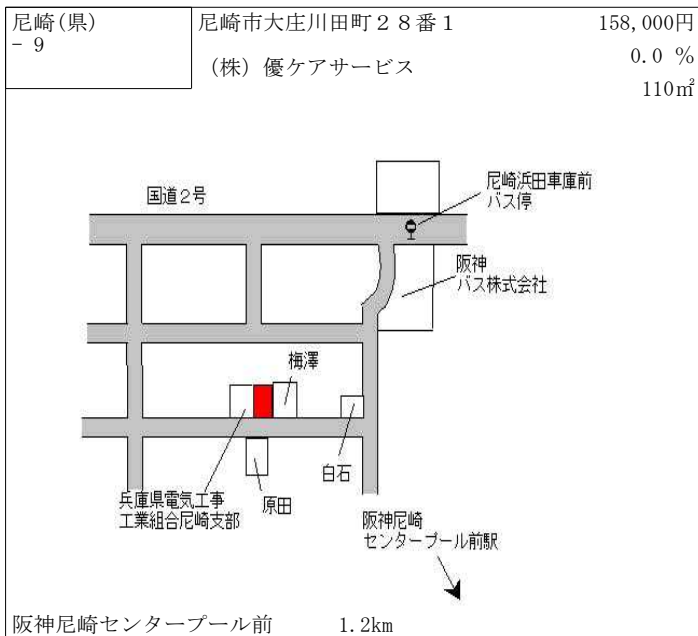 尼崎(県)
- 9
尼崎市大庄川田町２８番１
158,000円
（株）優ケアサービス
0.0 %
110㎡
国道２号
尼崎浜田車庫前
バス停
阪神
バス株式会社
梅澤
白石
兵庫県電気工事
工業組合尼崎支部
原田
阪神尼崎
センタープール前駅
阪神尼崎センタープール前 1.2km